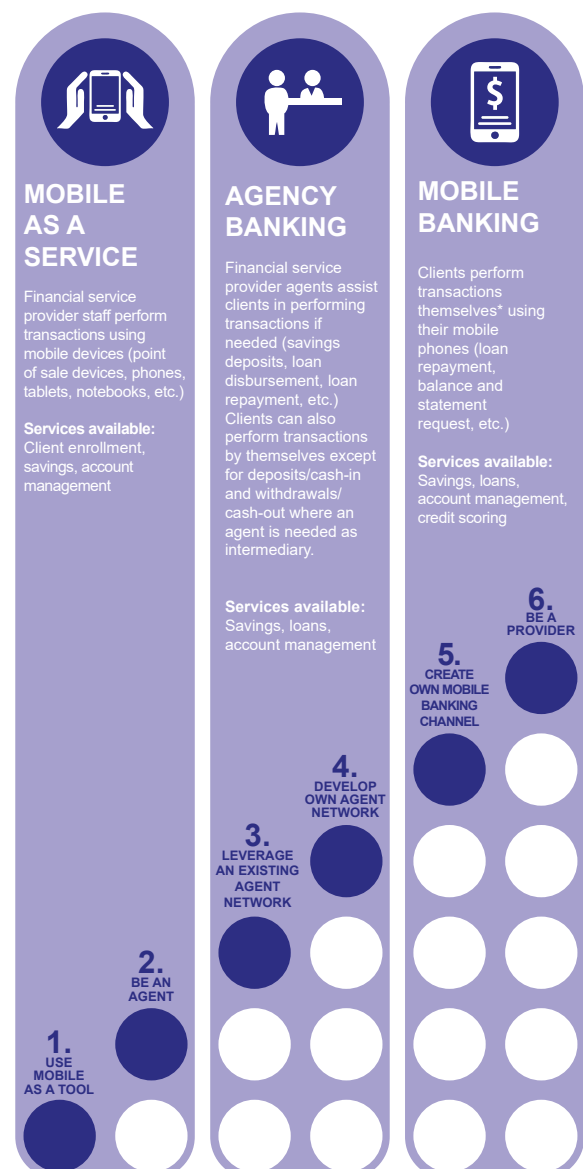 MOBILE
AS A
SERVICE
Financial service
provider staff perform
transactions using
mobile devices (point
of sale devices, phones,
tablets, notebooks, etc.)
Services available:
Client enrollment,
savings, account
management
1.
USE
MOBILE
AS A TOOL
2.
BE AN
AGENT
AGENCY
BANKING
Financial service
provider agents assist
clients in performing
transactions if
needed (savings
deposits, loan
disbursement, loan
repayment, etc.)
Clients can also
perform transactions
by themselves except
for deposits/cash-in
and withdrawals/
cash-out where an
agent is needed as
intermediary.
Services available:
Savings, loans,
account management
3.
LEVERAGE
AN EXISTING
AGENT
NETWORK
4.
DEVELOP
OWN AGENT
NETWORK
$
MOBILE
BANKING
Clients perform
transactions
themselves* using
their mobile
phones (loan
repayment,
balance and
statement
request, etc.)
Services available:
Savings, loans,
account management,
credit scoring
5.
CREATE
OWN MOBILE
BANKING
CHANNEL
6.
BE A
PROVIDER